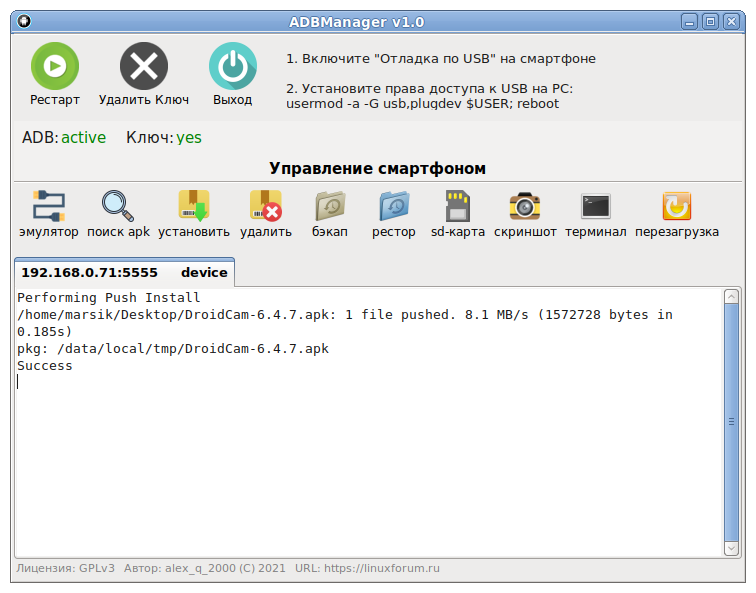 ADBManager v1.0
1. Включите "Отладка по USB" на смартфоне
2. Установите права доступа к USB на PC:
usermod -a -G usb,plugdev $USER; reboot
Рестарт Удалить Ключ Выход
ADB: active Ключ: yes
Управление смартфоном
эмулятор поиск apk установить удалить бэкап рестор sd-карта скриншот терминал перезагрузка
192.168.0.71:5555 device
Performing Push Install
/home/marsik/Desktop/DroidCam-6.4.7.apk: 1 file pushed. 8.1 MB/s (1572728 bytes in
0.185s)
pkg: /data/local/tmp/DroidCam-6.4.7.apk
Success
Лицензия: GPLv3 Автор: alex_q_2000 (C) 2021 URL: https://linuxforum.ru